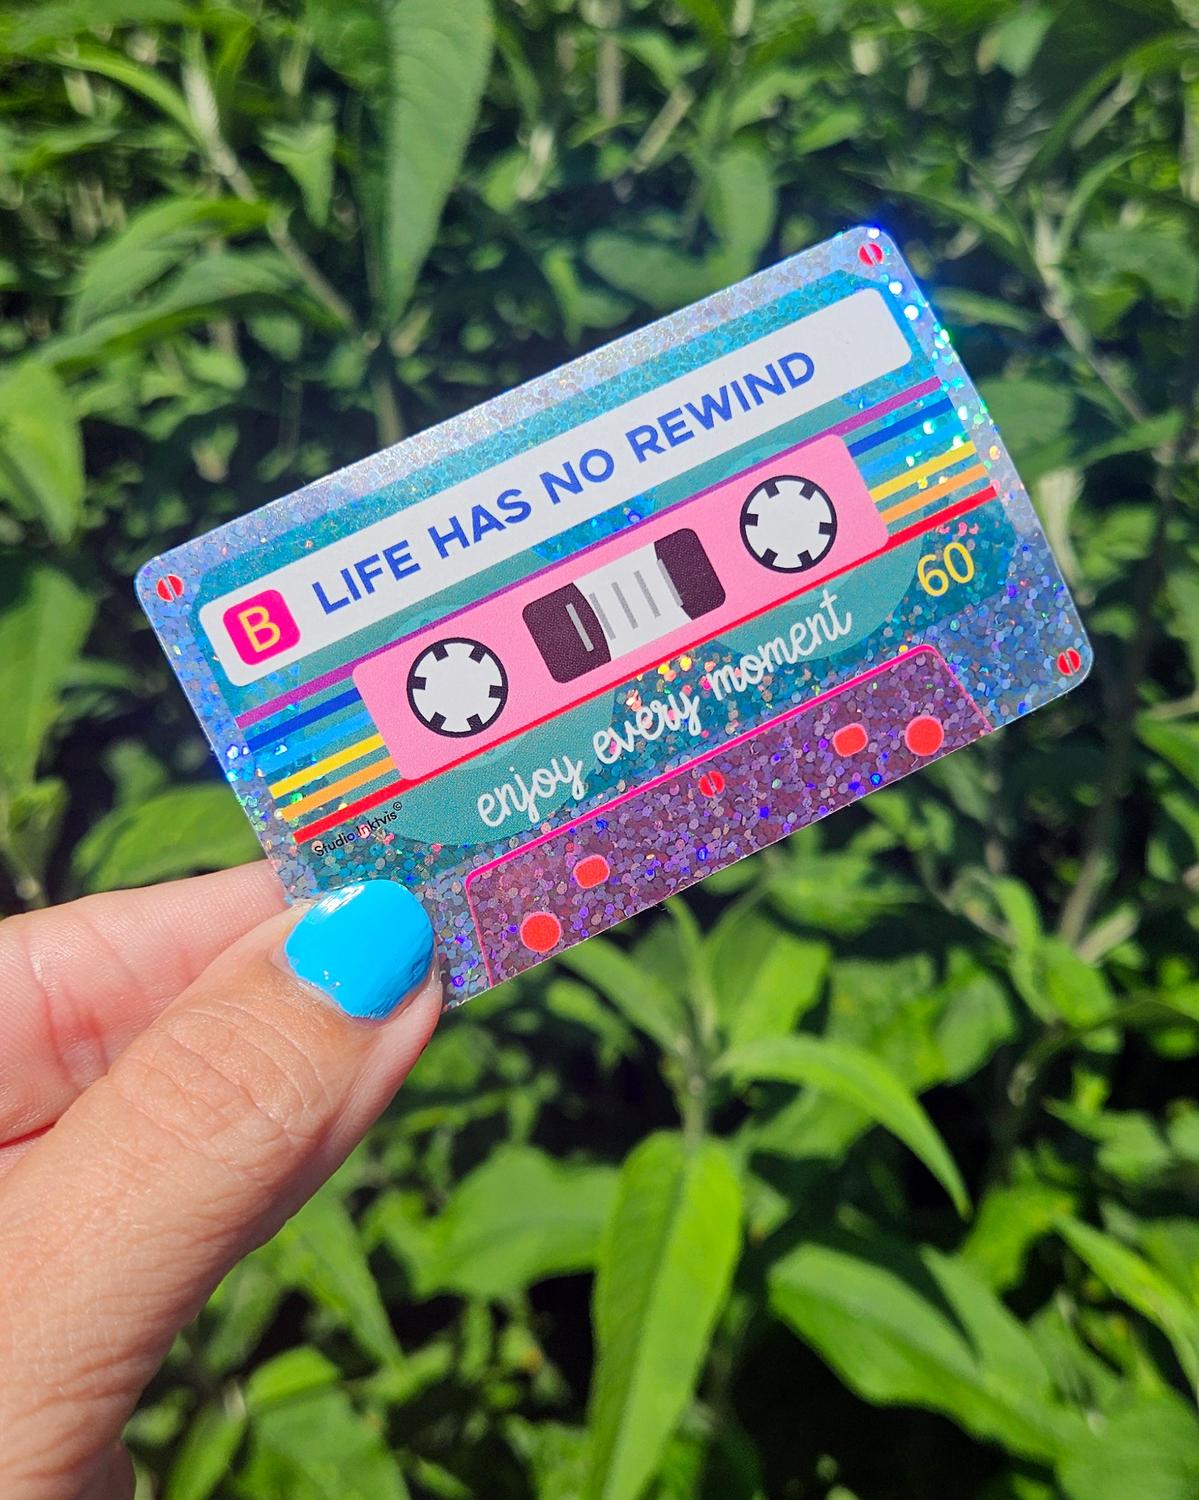 B LIFE HAS NO REWIND
60
enjoy every moment
Studio Inktvis©